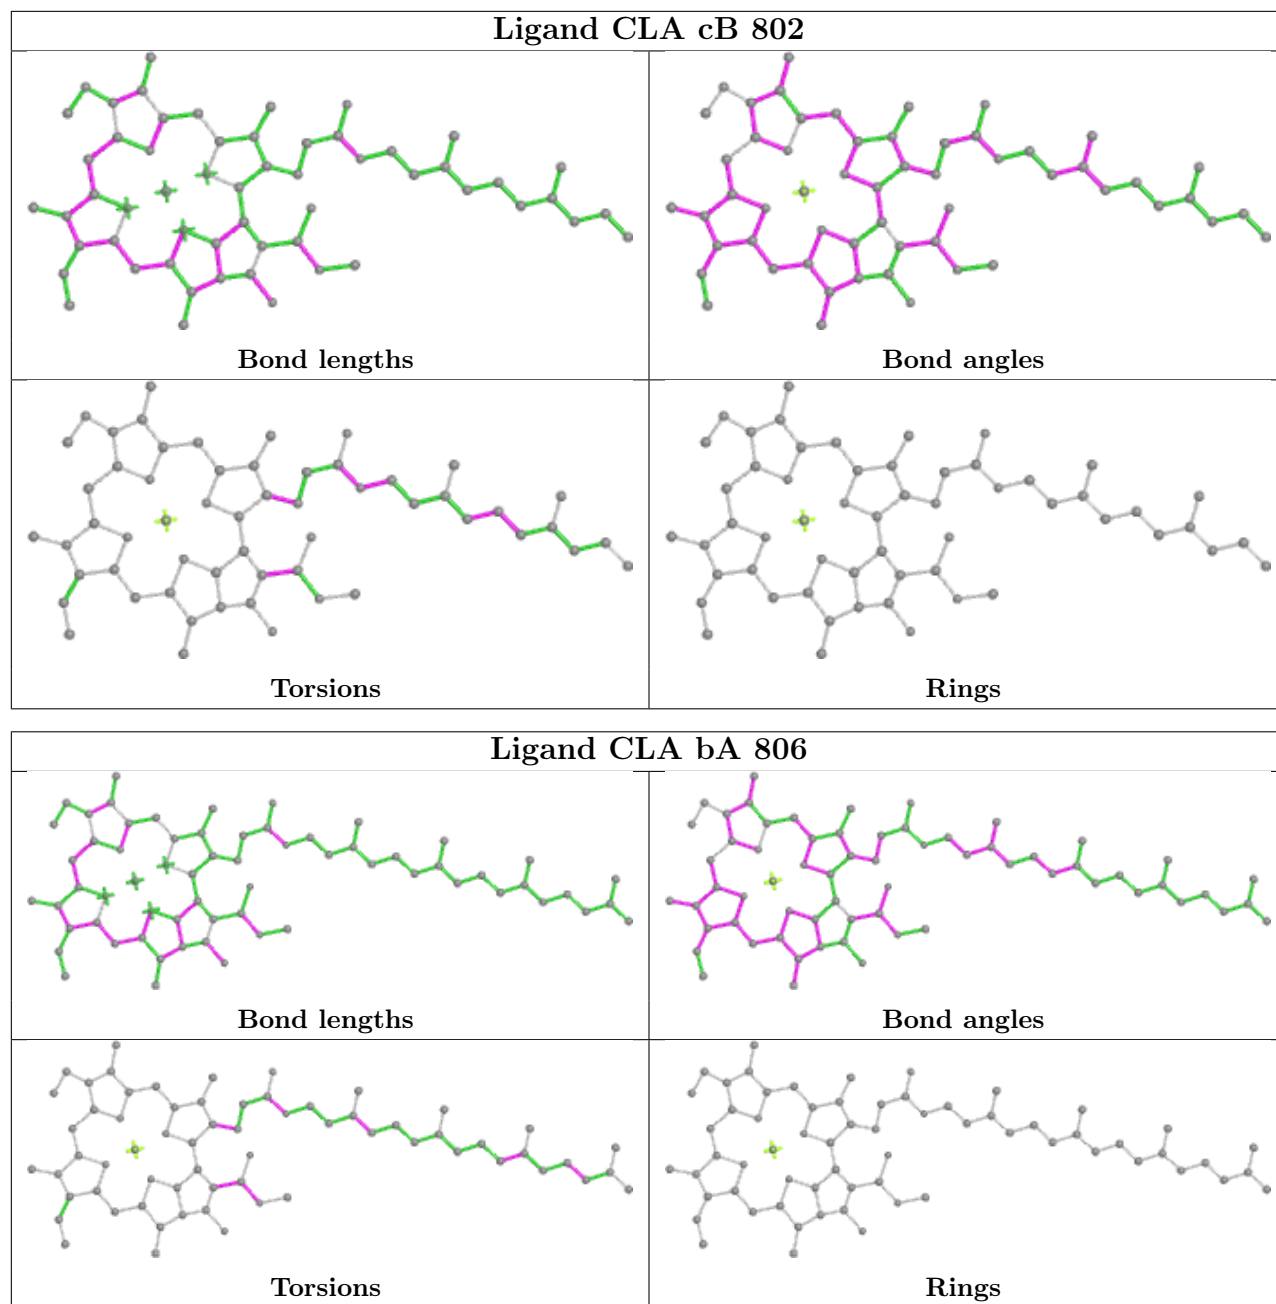 Ligand CLA cB 802
Bond lengths
Bond angles
Torsions
Rings
Ligand CLA bA 806
Bond lengths
Bond angles
Torsions
Rings